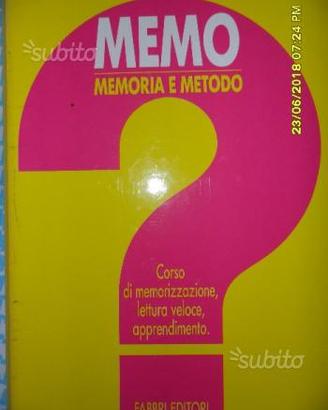 subito
MEMO
MEMORIA E METODO
23/06/2018 07:24 PM
Corso
di memorizzazione,
lettura veloce,
apprendimento.
subito
FABBRI EDITORI